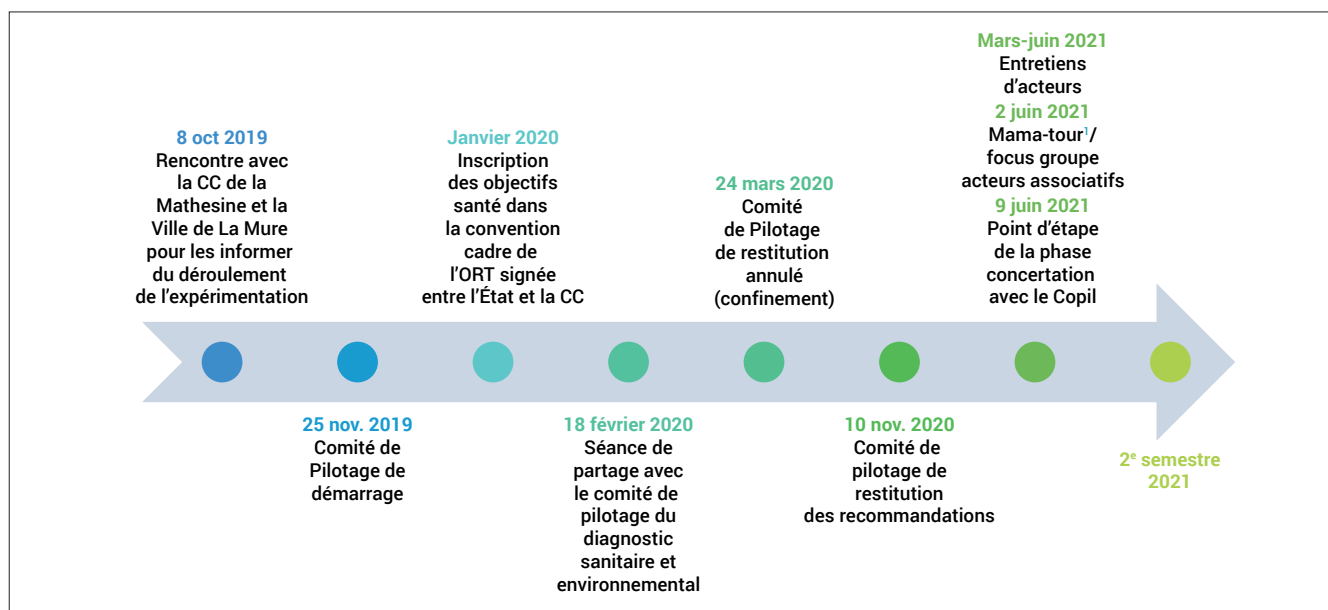 8 oct 2019
Rencontre avec
la CC de la
Mathesine et la
Ville de La Mure
pour les informer
du déroulement
de l'expérimentation
25 nov. 2019
Comité de
Pilotage de
démarrage
Janvier 2020
Inscription
des objectifs
santé dans
la convention
cadre de
l'ORT signée
entre l'État et la CC
18 février 2020
Séance de
partage avec
le comité de
pilotage du
diagnostic
sanitaire et
environnemental
24 mars 2020
Comité
de Pilotage
de restitution
annulé
(confinement)
10 nov. 2020
Comité de
pilotage de
restitution
des recommandations
Mars-juin 2021
Entretiens
d'acteurs
2 juin 2021
Mama-tour¹/
focus groupe
acteurs associatifs
9 juin 2021
Point d'étape
de la phase
concertation
avec le Copil
2e semestre
2021